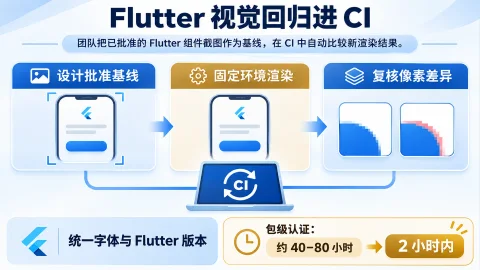 Flutter 视觉回归进 CI
团队把已批准的 Flutter 组件截图作为基线，在 CI 中自动比较新渲染结果。
设计批准基线
固定环境渲染
复核像素差异
CI
统一字体与 Flutter 版本
包级认证：
约 40–80 小时
2 小时内